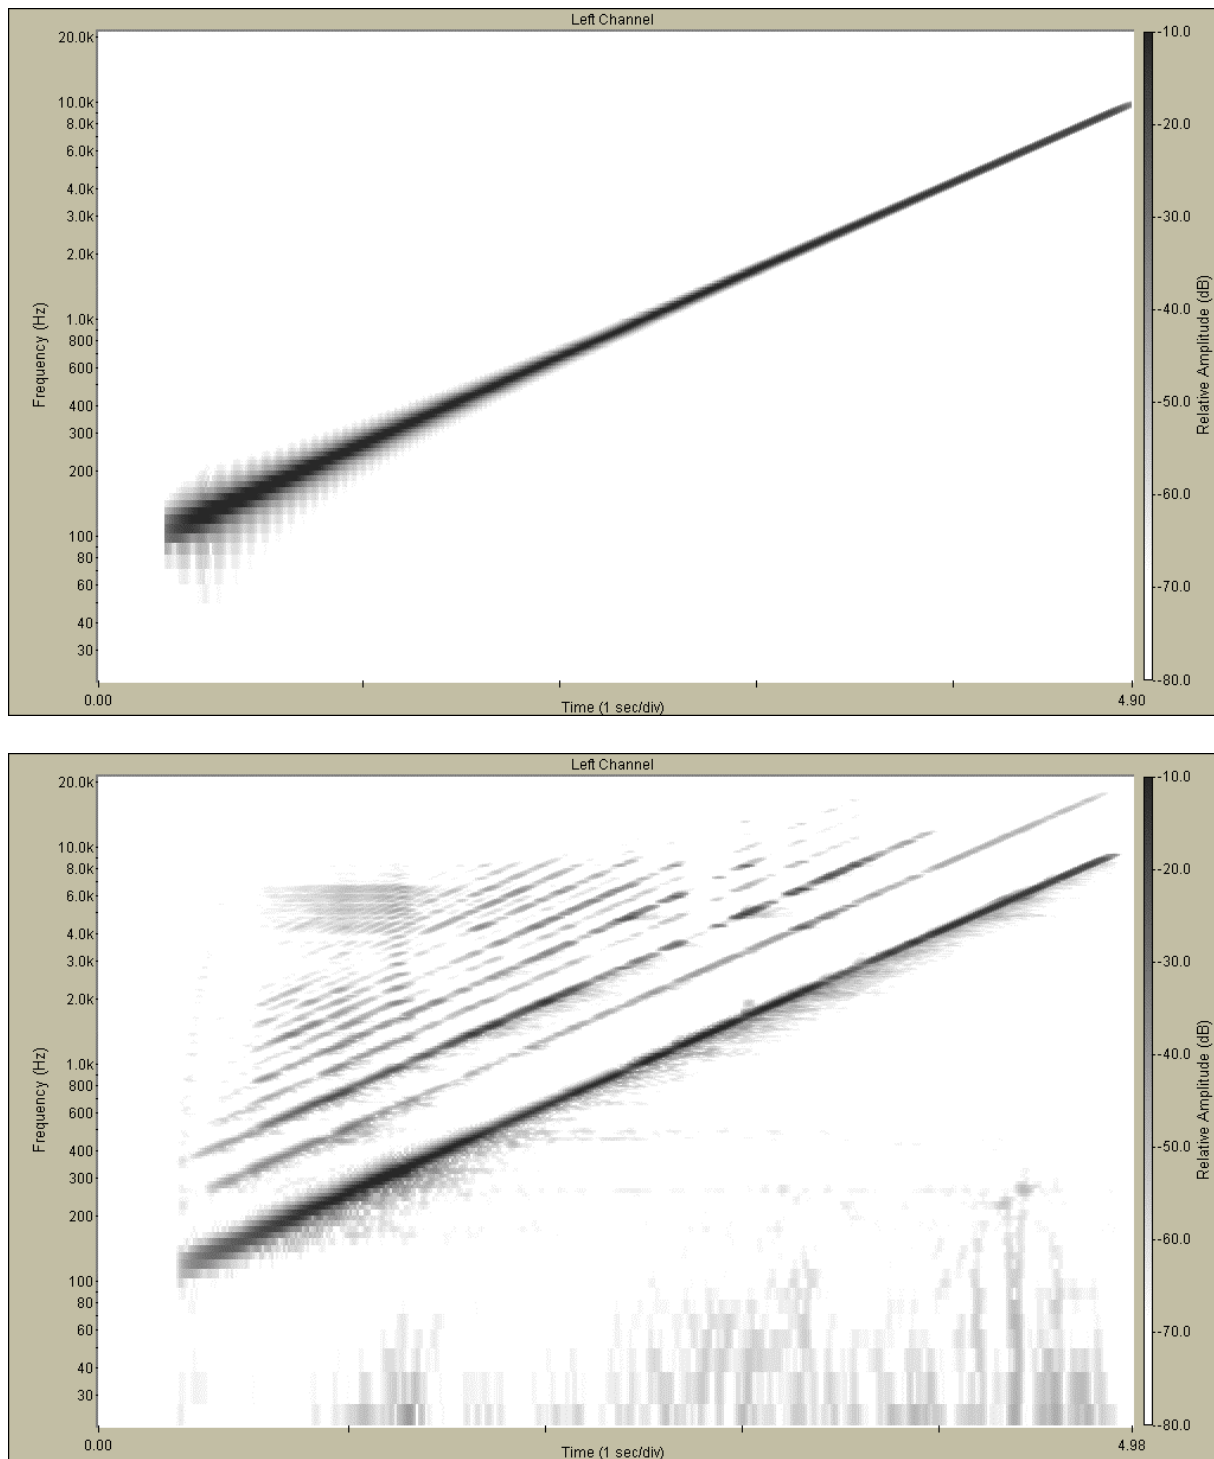 Left Channel
20.0k
10.0k
8.0k
6.0k
4.0k
3.0k
2.0k
1.0k
800
600
400
300
200
100
80
60
40
30
Frequency (Hz)
0.00
Time (1 sec/div)
4.90
-10.0
-20.0
-30.0
-40.0
-50.0
-60.0
-70.0
-80.0
Relative Amplitude (dB)
Left Channel
20.0k
10.0k
8.0k
6.0k
4.0k
3.0k
2.0k
1.0k
800
600
400
300
200
100
80
60
40
30
Frequency (Hz)
0.00
Time (1 sec/div)
4.98
-10.0
-20.0
-30.0
-40.0
-50.0
-60.0
-70.0
-80.0
Relative Amplitude (dB)